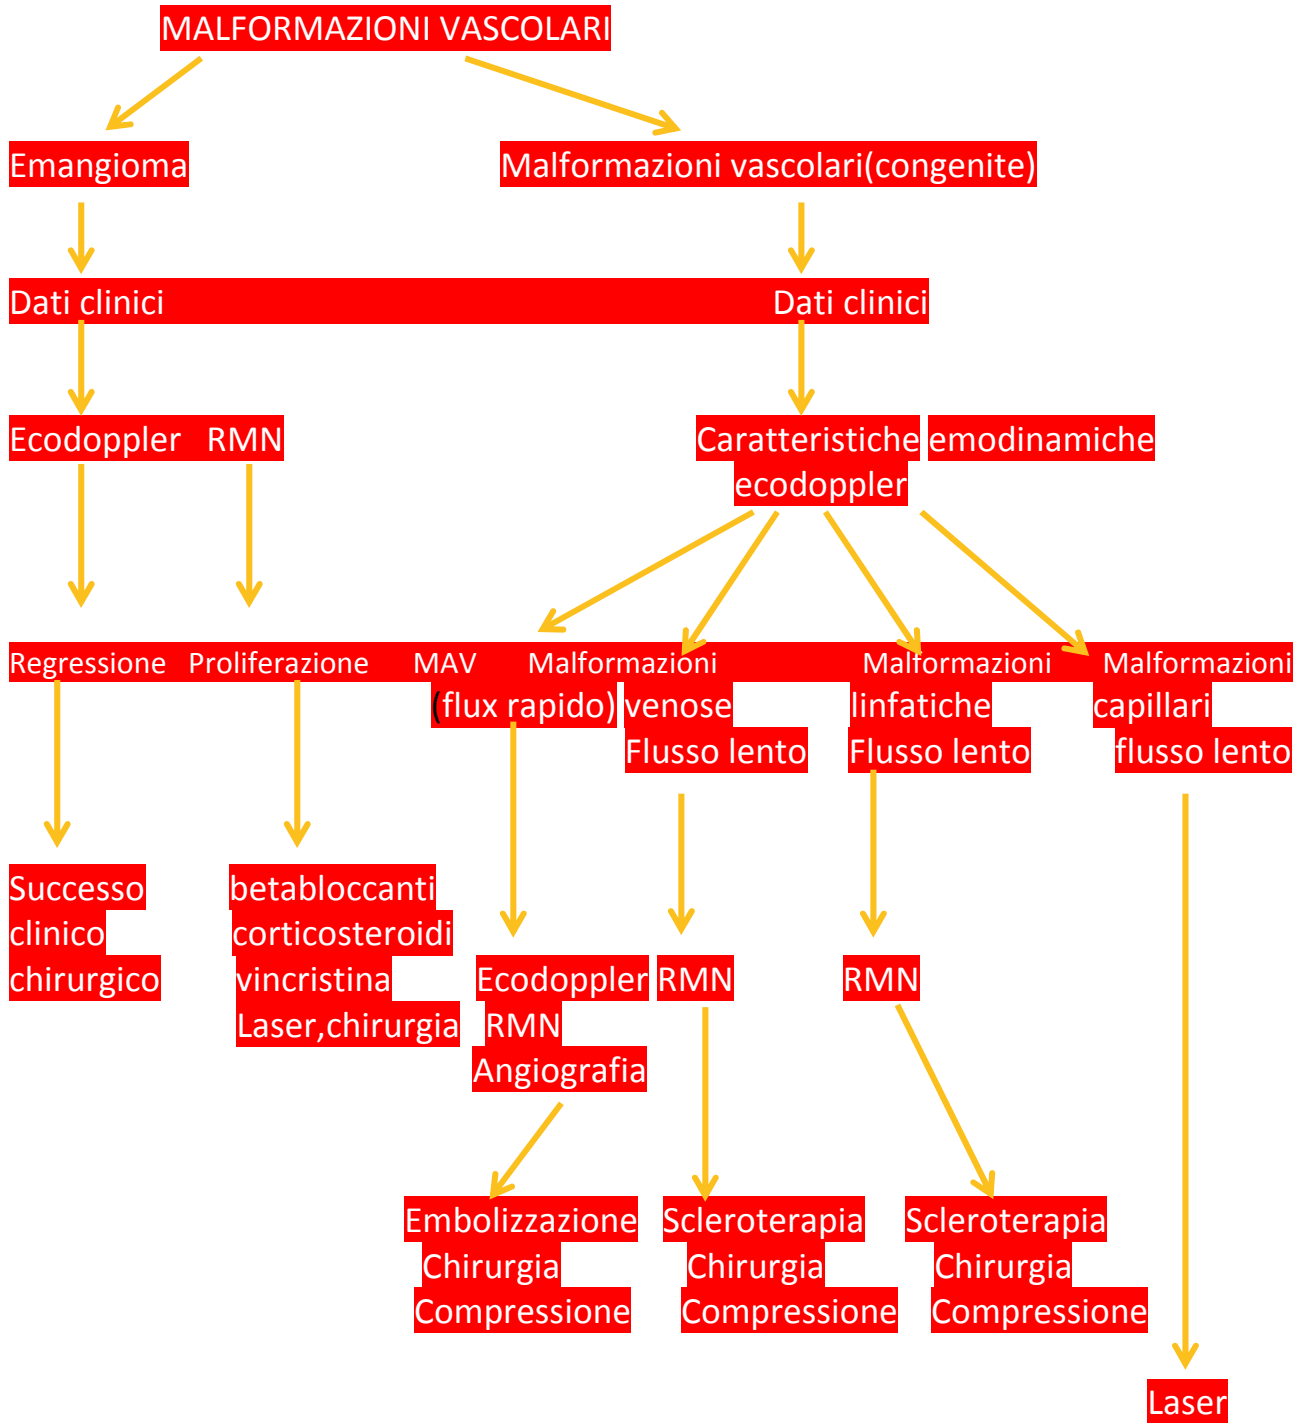 MALFORMAZIONI VASCOLARI
Emangioma Malformazioni vascolari(congenite)
Dati clinici Dati clinici
Ecodoppler RMN Caratteristiche emodinamiche
ecodoppler
Regressione Proliferazione MAV Malformazioni Malformazioni Malformazioni
(flux rapido) venose linfatiche capillari
Flusso lento Flusso lento flusso lento
Successo betabloccanti
clinico corticosteroidi
chirurgico vincristina Ecodoppler RMN RMN
Laser,chirurgia RMN
Angiografia
Embolizzazione Scleroterapia Scleroterapia
Chirurgia Chirurgia Chirurgia
Compressione Compressione Compressione
Laser